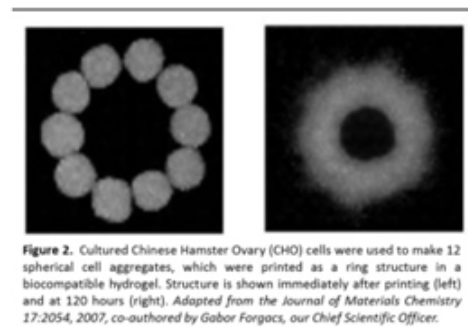 Figure 2. Cultured Chinese Hamster Ovary (CHO) cells were used to make 12
spherical cell aggregates, which were printed as a ring structure in a
biocompatible hydrogel. Structure is shown immediately after printing (left)
and at 120 hours (right). Adapted from the Journal of Materials Chemistry
17:2054, 2007, co-authored by Gabor Forgacs, our Chief Scientific Officer.